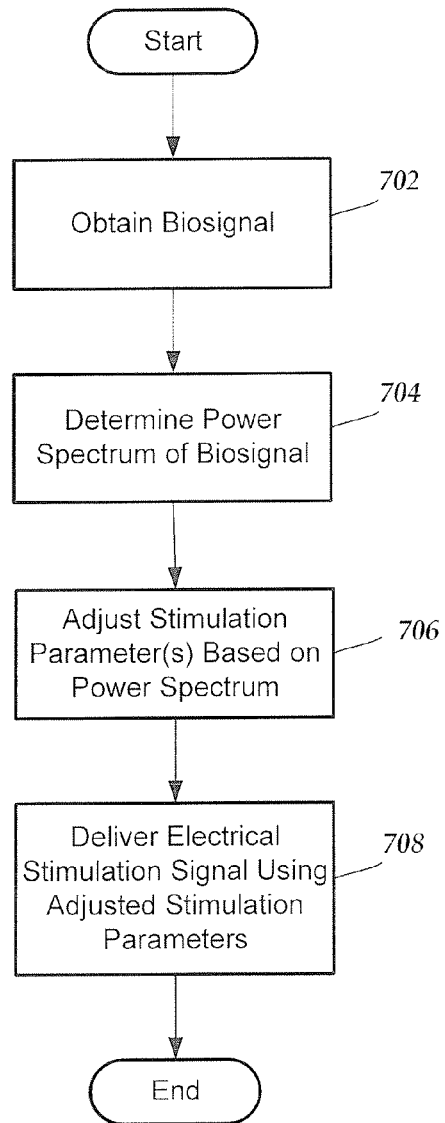 Start
702
Obtain Biosignal
704
Determine Power
Spectrum of Biosignal
706
Adjust Stimulation
Parameter(s) Based on
Power Spectrum
708
Deliver Electrical
Stimulation Signal Using
Adjusted Stimulation
Parameters
End